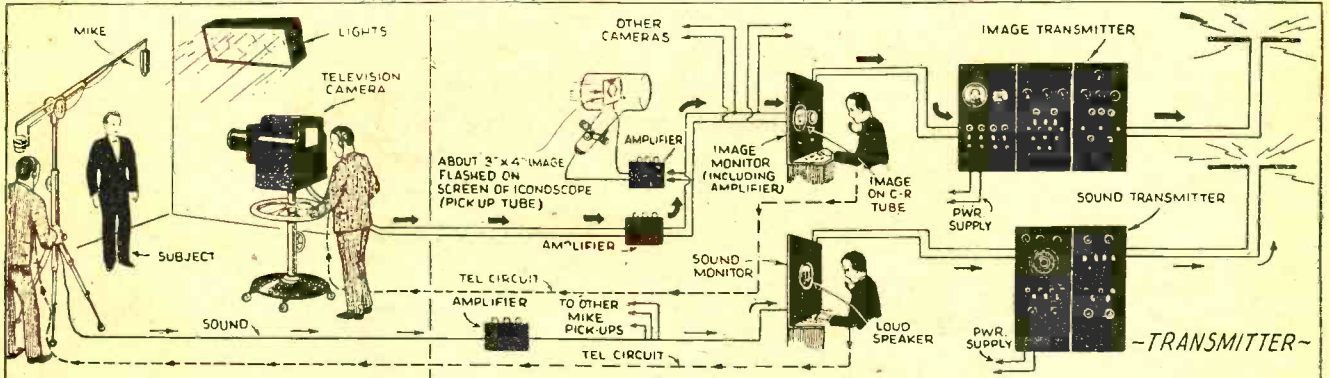 MIKE
LIGHTS
TELEVISION
CAMERA
SUBJECT
OTHER
CAMERAS
ABOUT 3"x 4" IMAGE
FLASHED ON
SCREEN OF ICONOSCOPE
(PICK UP TUBE)
AMPLIFIER
AMPLIFIER
IMAGE
MONITOR
(INCLUDING
AMPLIFIER)
IMAGE
ON C-R
TUBE
IMAGE TRANSMITTER
PWR.
SUPPLY
SOUND TRANSMITTER
SOUND
MONITOR
TEL CIRCUIT
AMPLIFIER
TO OTHER
MIKE
PICK-UPS
SOUND
TEL CIRCUIT
LOUD
SPEAKER
PWR.
SUPPLY
~TRANSMITTER~